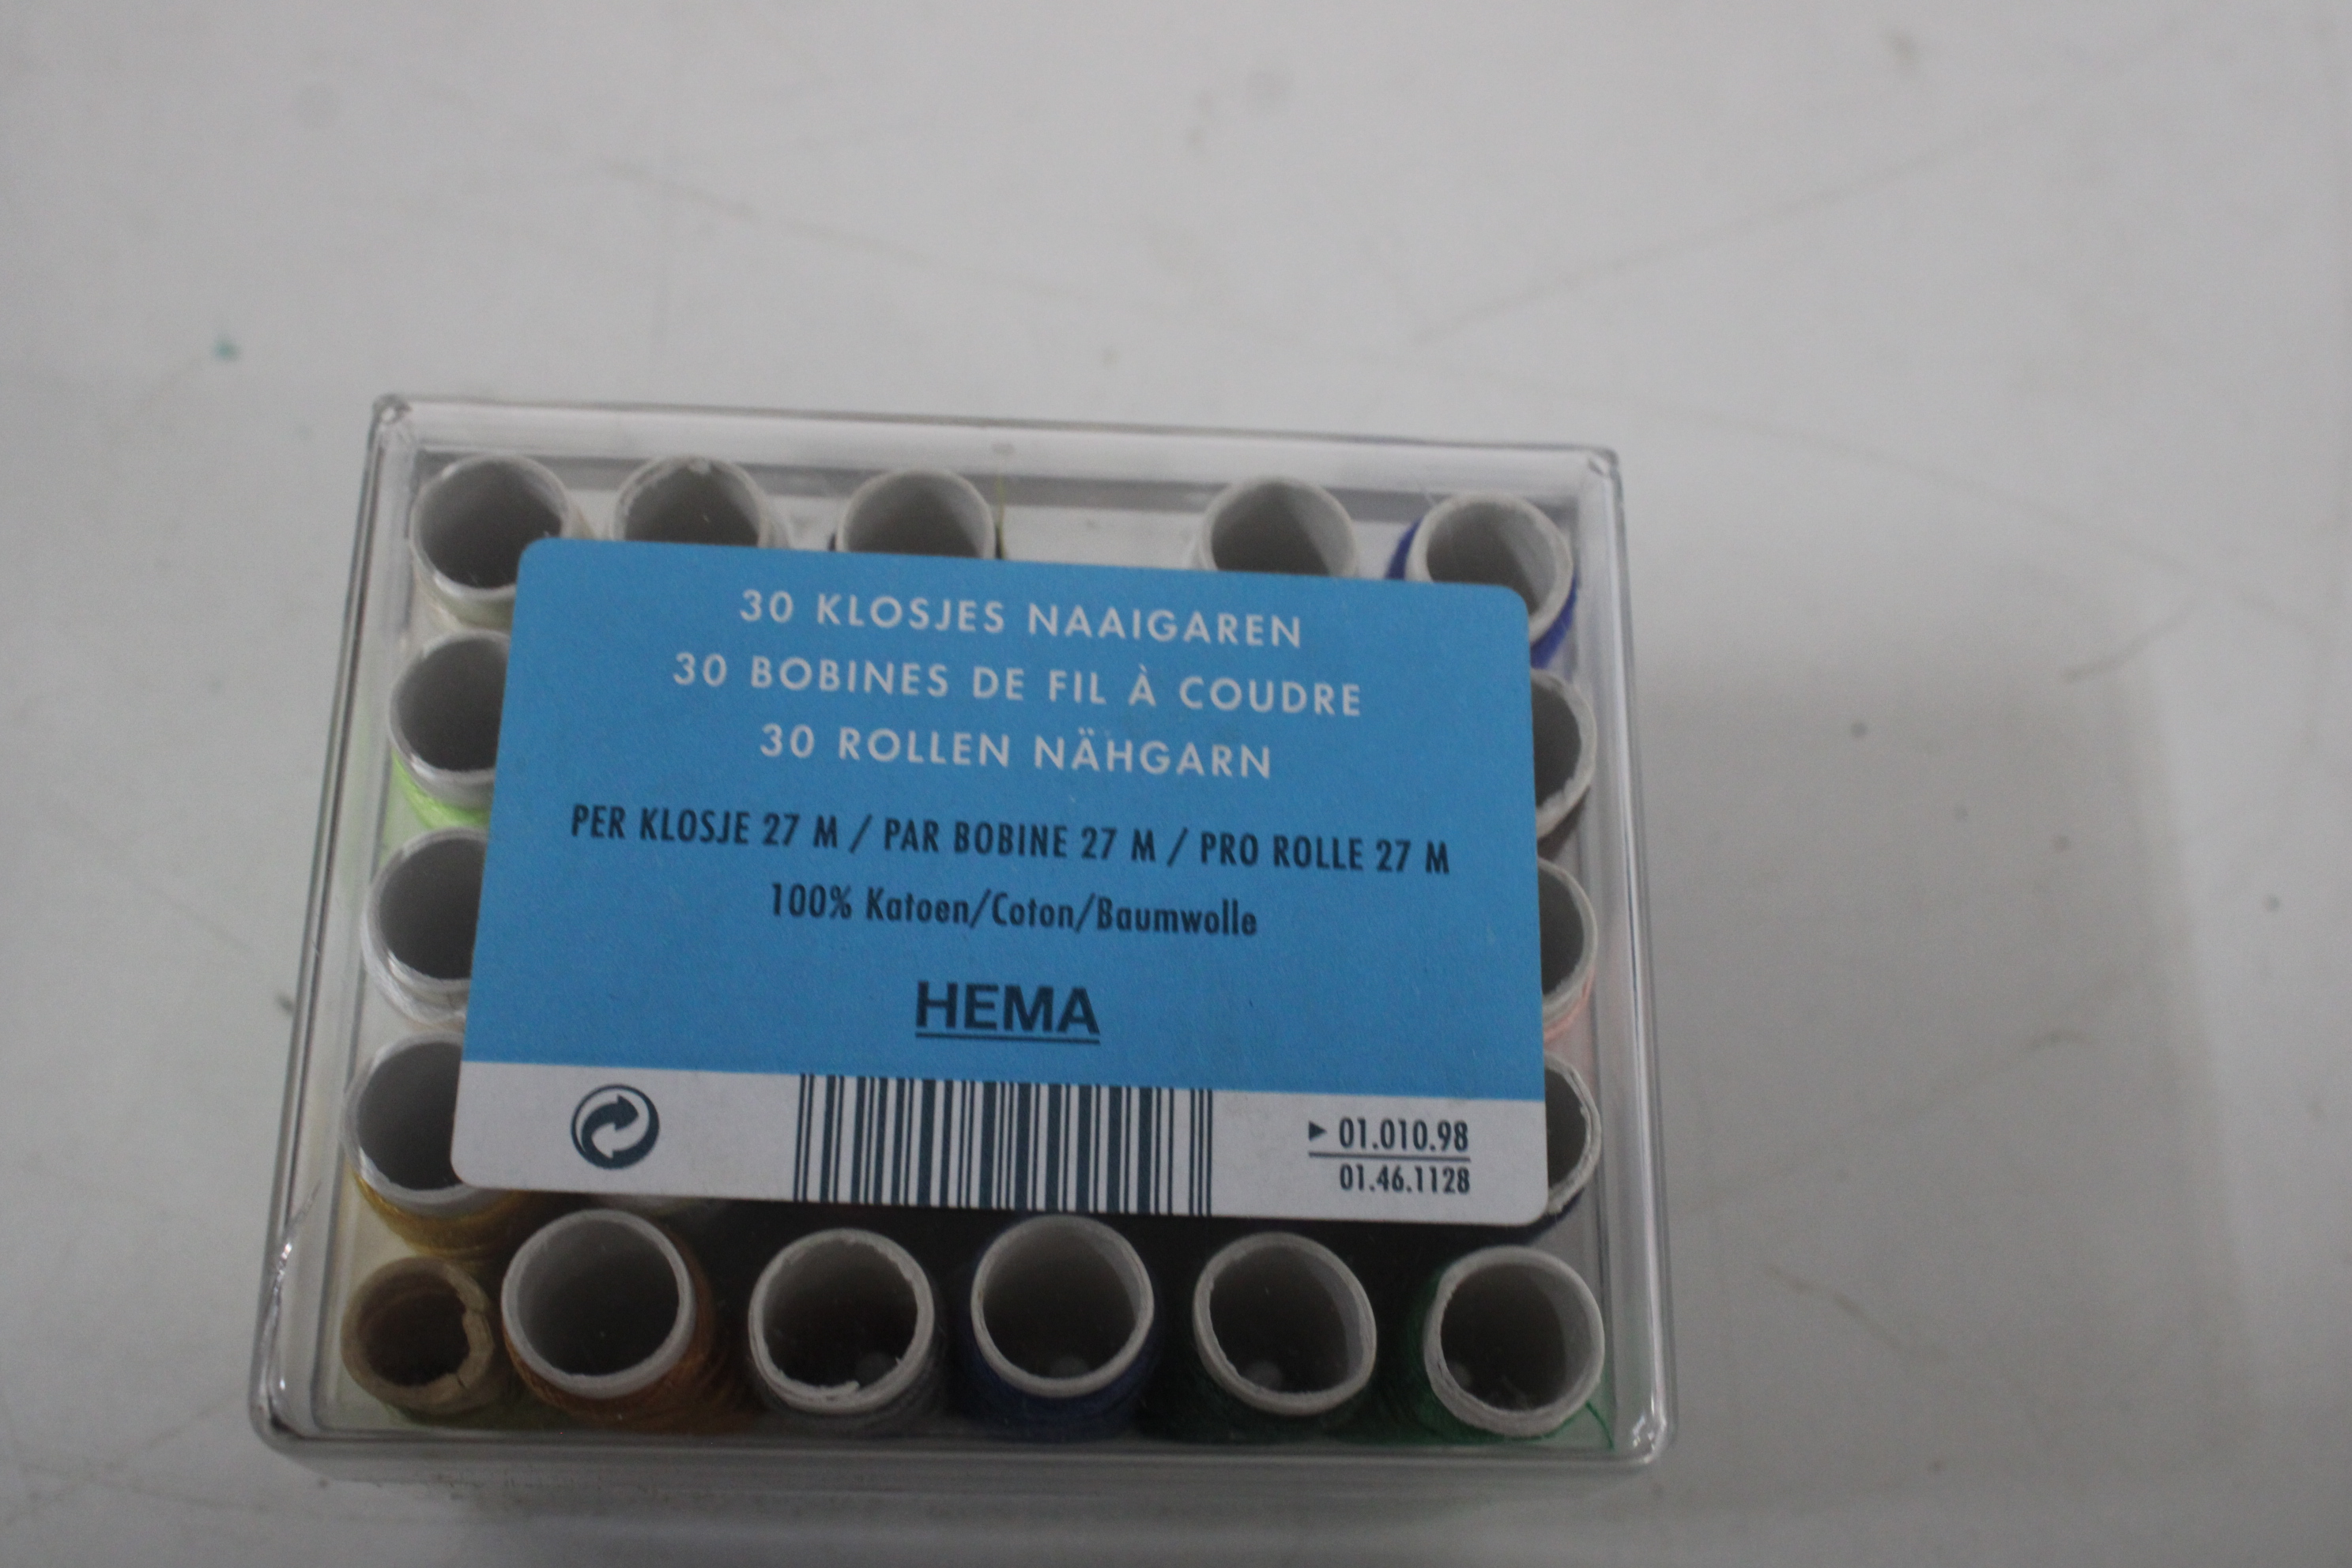 30 KLOSJES NAAIGAREN
30 BOBINES DE FIL À COUDRE
30 ROLLEN NÄHGARN
PER KLOSJE 27 M / PAR BOBINE 27 M / PRO ROLLE 27 M
100% Katoen/Coton/Baumwolle
HEMA
► 01.010.98
01.46.1128